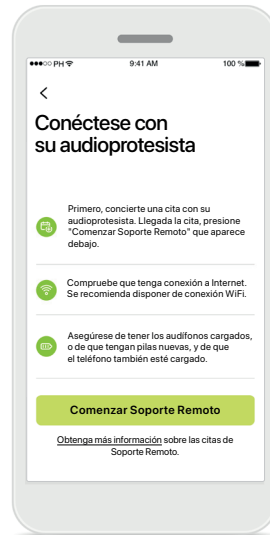 ●●●○○ PH 9:41 AM 100 %
Conéctese con
su audioprotesista
Primero, concierte una cita con su
audioprotesista. Llegada la cita, presione
"Comenzar Soporte Remoto" que aparece
debajo.
Compruebe que tenga conexión a Internet.
Se recomienda disponer de conexión WiFi.
Asegúrese de tener los audífonos cargados,
o de que tengan pilas nuevas, y de que
el teléfono también esté cargado.
Comenzar Soporte Remoto
Obtenga más información sobre las citas de
Soporte Remoto.